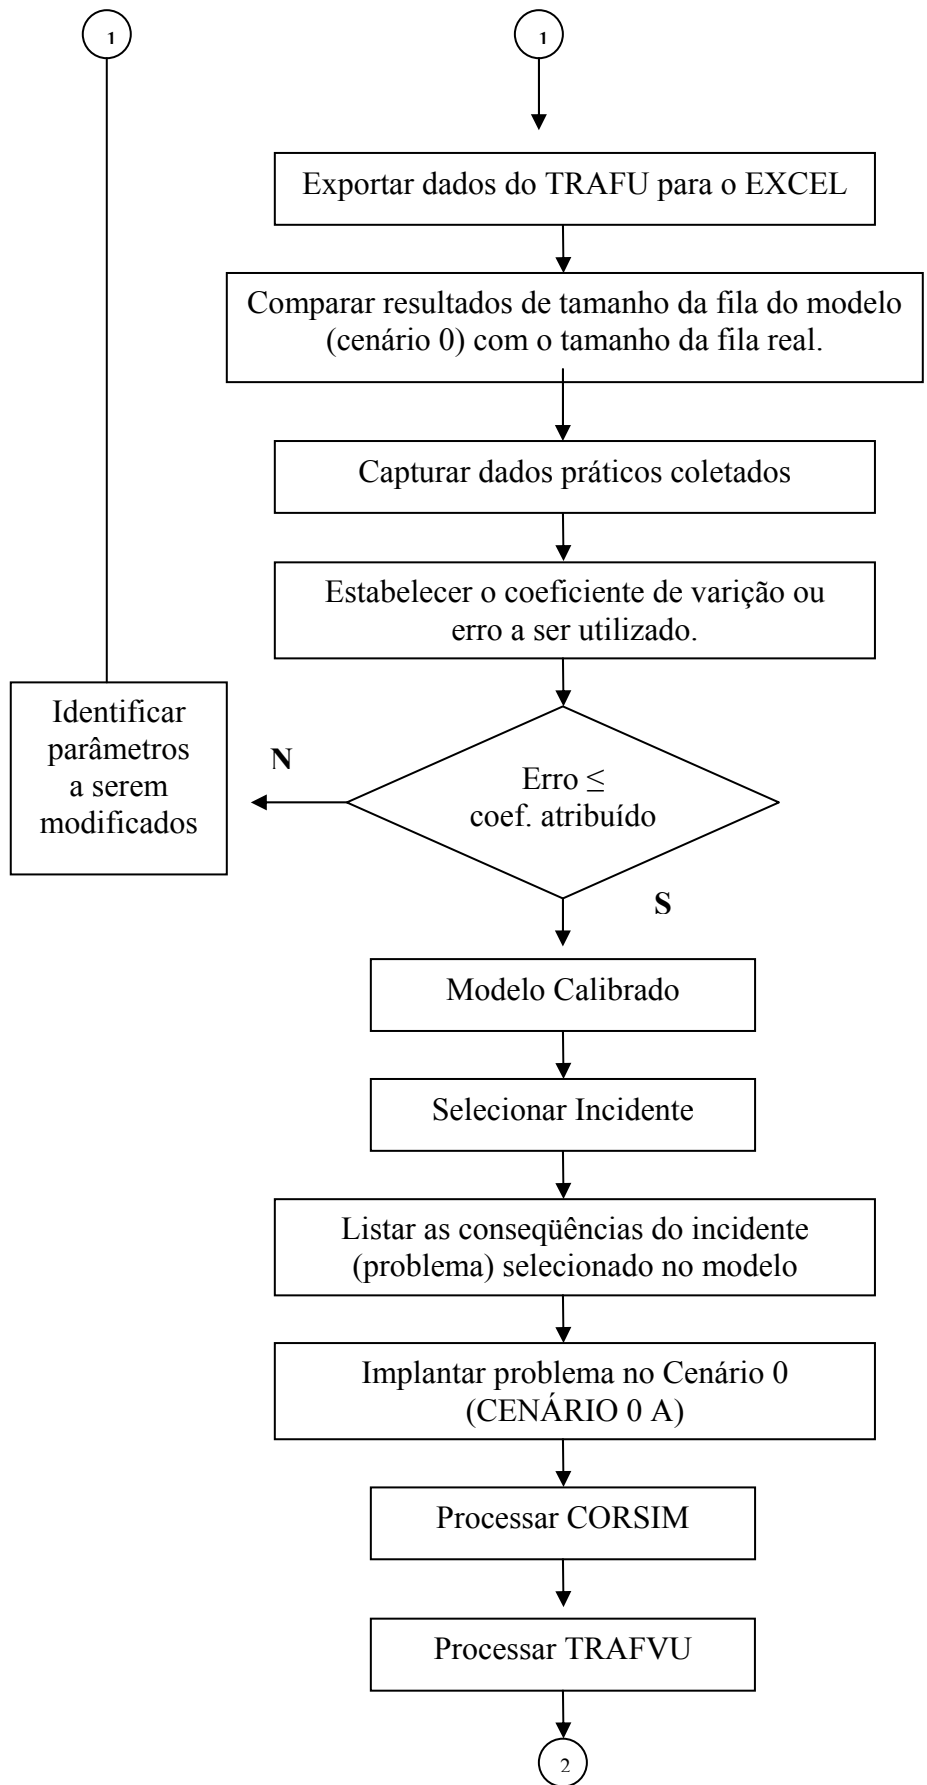 1
1
Exportar dados do TRAFU para o EXCEL
Comparar resultados de tamanho da fila do modelo
(cenário 0) com o tamanho da fila real.
Capturar dados práticos coletados
Estabelecer o coeficiente de varição ou
erro a ser utilizado.
Identificar
parâmetros
a serem
modificados
N
Erro ≤
coef. atribuído
S
Modelo Calibrado
Selecionar Incidente
Listar as conseqüências do incidente
(problema) selecionado no modelo
Implantar problema no Cenário 0
(CENÁRIO 0 A)
Processar CORSIM
Processar TRAFVU
2